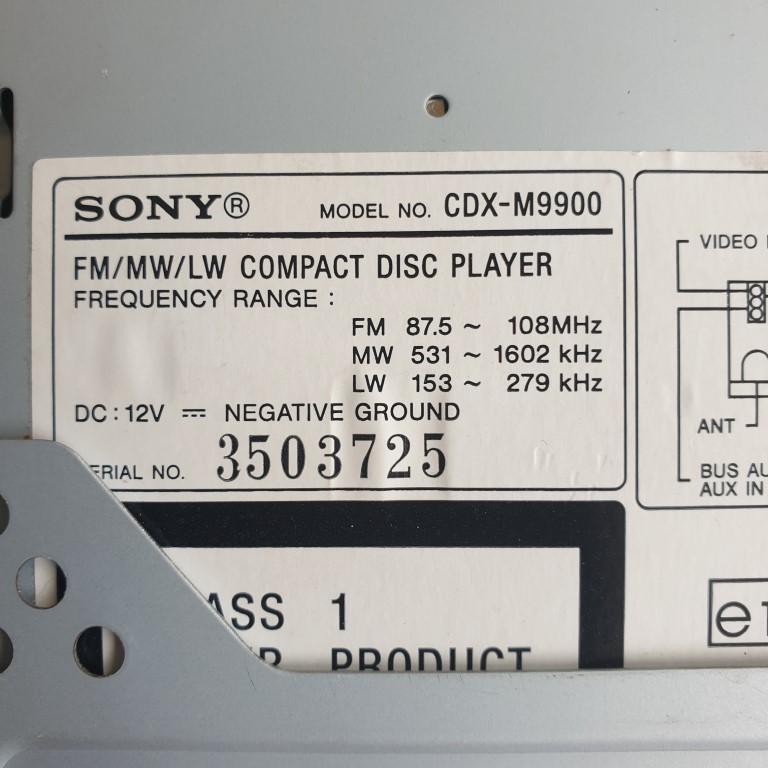 SONY® MODEL NO. CDX-M9900
FM/MW/LW COMPACT DISC PLAYER
FREQUENCY RANGE :
FM 87.5 ~ 108MHz
MW 531 ~ 1602 kHz
LW 153 ~ 279 kHz
DC : 12V ⎓ NEGATIVE GROUND
ERIAL NO. 3503725
ASS 1
PRODUCT
VIDEO
ANT
BUS AU
AUX IN
e1